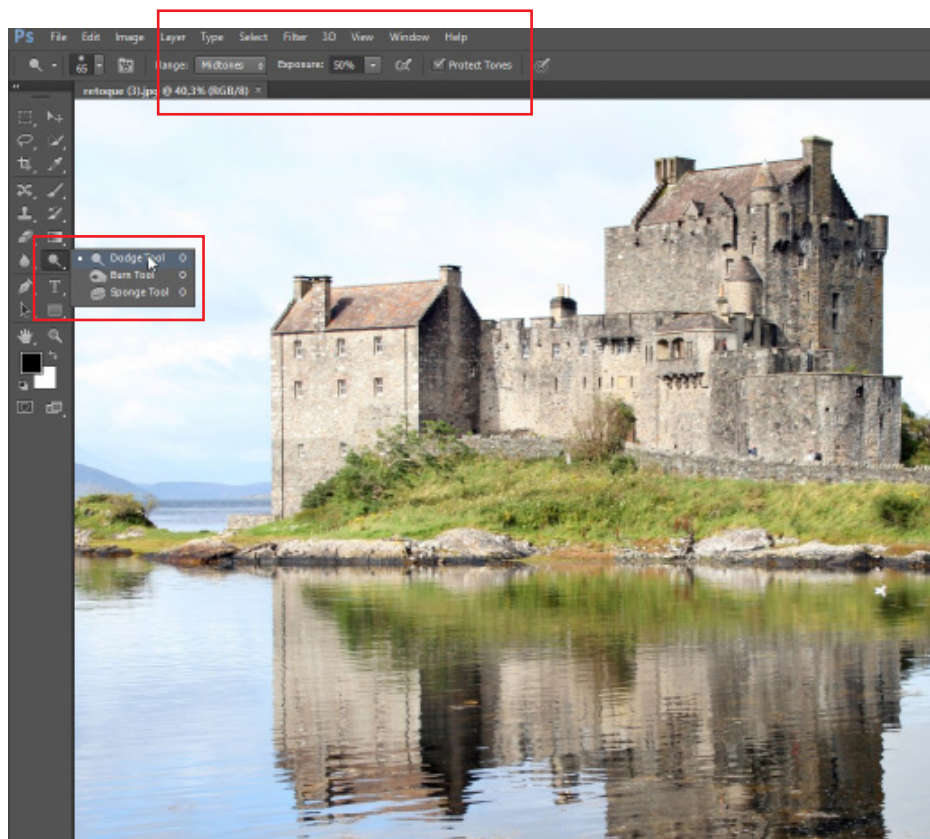 Ps File Edit Image Layer Type Select Filter 3D View Window Help
65 Range: Midtones Exposure: 50% Protect Tones
retoque (3).jpg @ 40,3% (RGB/8) ×
Dodge Tool O
Burn Tool O
T
Sponge Tool O